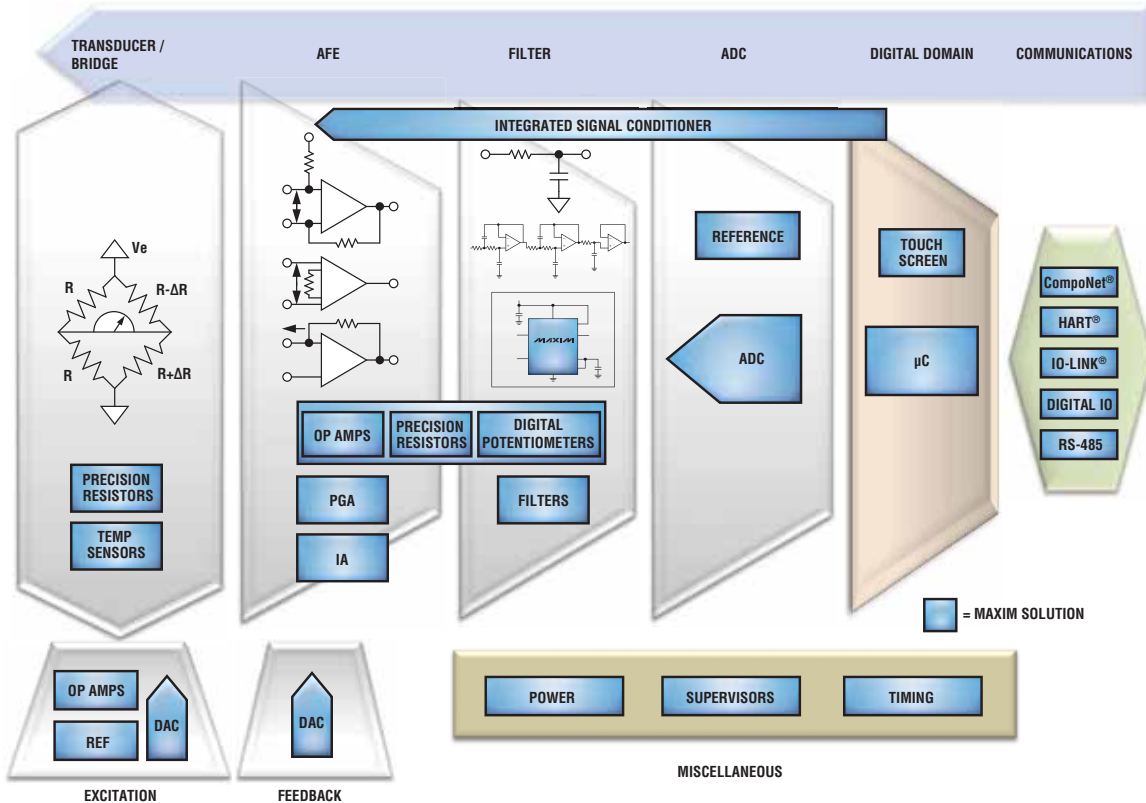 TRANSDUCER /
BRIDGE
AFE
FILTER
ADC
DIGITAL DOMAIN
COMMUNICATIONS
INTEGRATED SIGNAL CONDITIONER
Ve
R
R-ΔR
R
R+ΔR
PRECISION
RESISTORS
TEMP
SENSORS
OP AMPS
PRECISION
RESISTORS
DIGITAL
POTENTIOMETERS
PGA
IA
MAXIM
FILTERS
REFERENCE
ADC
TOUCH
SCREEN
µC
CompoNet®
HART®
IO-LINK®
DIGITAL IO
RS-485
= MAXIM SOLUTION
OP AMPS
REF
DAC
EXCITATION
DAC
FEEDBACK
POWER
SUPERVISORS
TIMING
MISCELLANEOUS